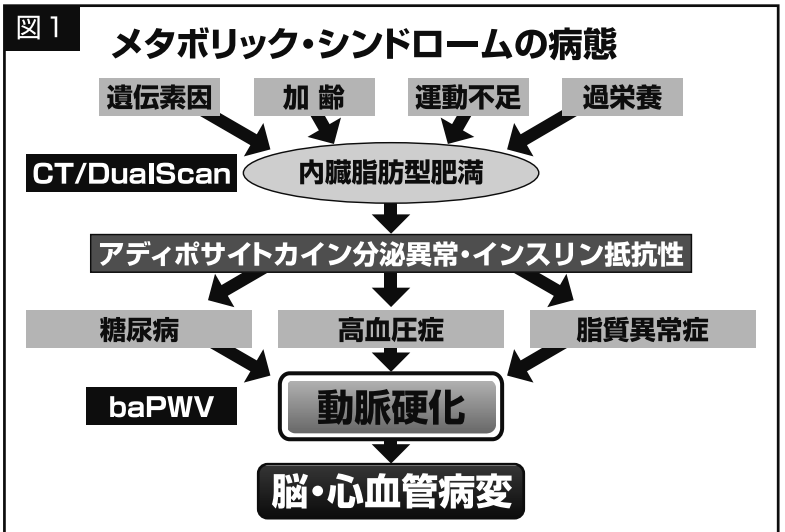 図1
メタボリック・シンドロームの病態
遺伝素因 加齢 運動不足 過栄養
CT/DualScan 内臓脂肪型肥満
アディポサイトカイン分泌異常・インスリン抵抗性
糖尿病 高血圧症 脂質異常症
baPWV 動脈硬化
脳・心血管病変